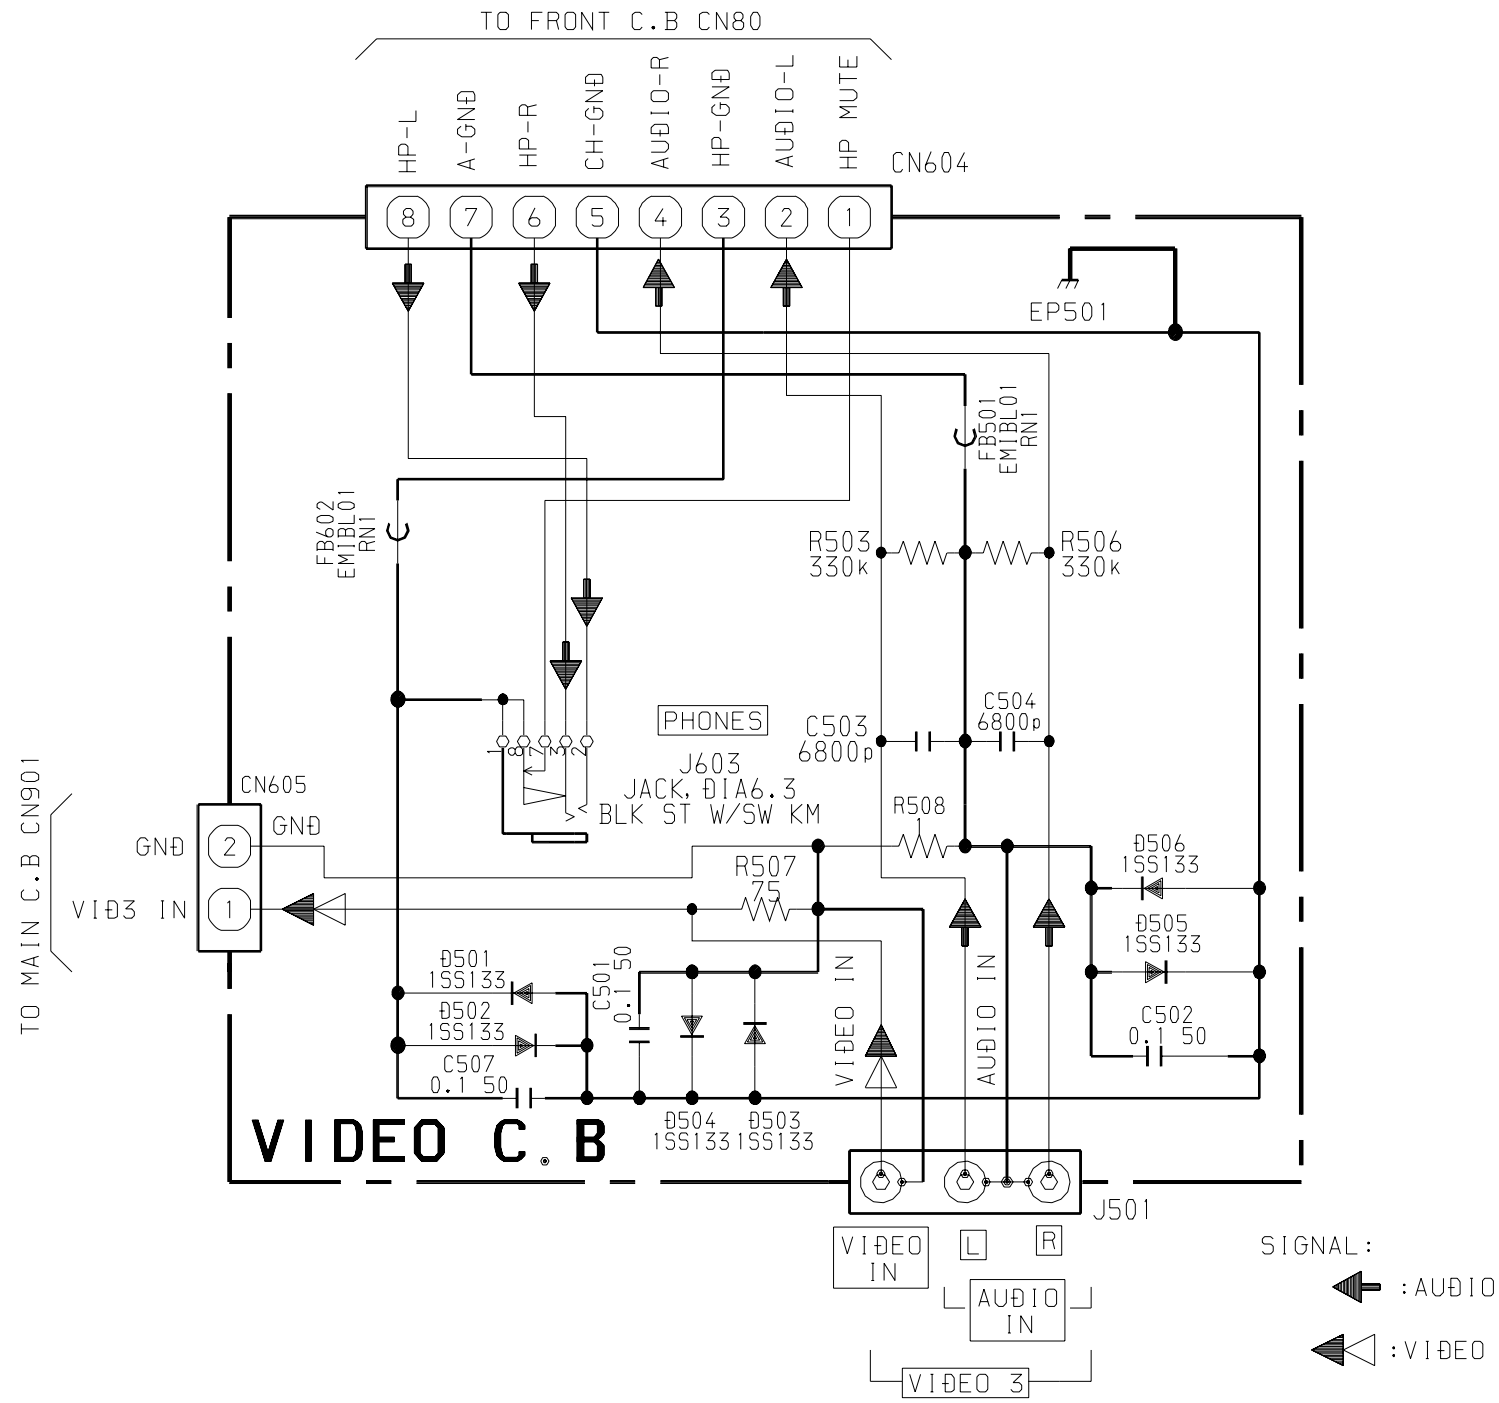 TO FRONT C.B CN80
HP-L
A-GND
HP-R
CH-GND
AUDIO-R
HP-GND
AUDIO-L
HP MUTE
CN604
8 7 6 5 4 3 2 1
EP501
FB501
EMIBL01
RN1
FB602
EMIBL01
RN1
R503
330k
R506
330k
C503
6800p
C504
6800p
PHONES
J603
JACK, DIA6.3
BLK ST W/SW KM
1 8 7 3 2
TO MAIN C.B CN901
CN605
GND
2
GND
VID3 IN
1
R508
1
R507
75
D506
1SS133
D505
1SS133
C502
0.1 50
D501
1SS133
D502
1SS133
C507
0.1 50
C501
0.1 50
D504
1SS133
D503
1SS133
VIDEO IN
AUDIO IN
VIDEO C.B
J501
VIDEO
IN
L
R
AUDIO
IN
VIDEO 3
SIGNAL:
:AUDIO
:VIDEO